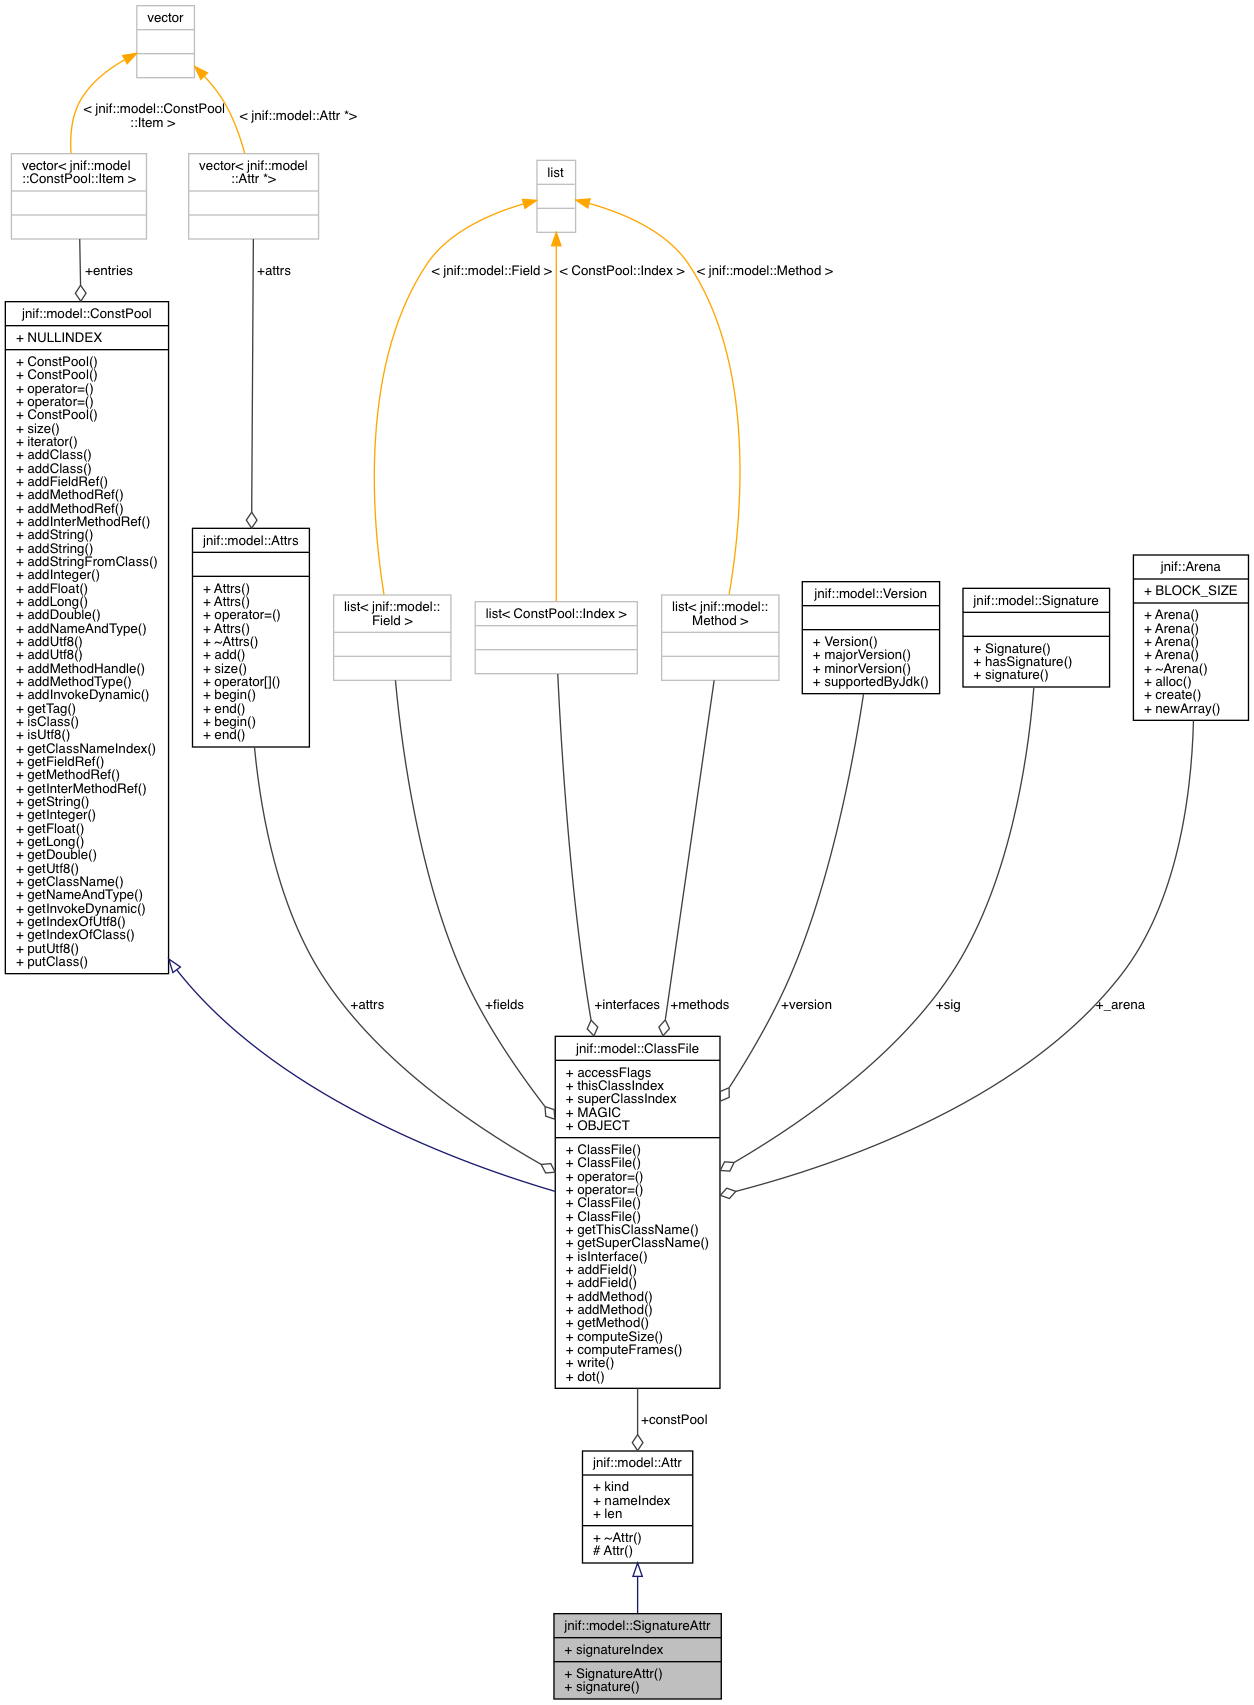 vector
< jnif::model::ConstPool
::Item >
< jnif::model::Attr *>
vector< jnif::model
::ConstPool::Item >
vector< jnif::model
::Attr *>
list
+entries
+attrs
< jnif::model::Field >
< ConstPool::Index >
< jnif::model::Method >
jnif::model::ConstPool
+ NULLINDEX
+ ConstPool()
+ ConstPool()
+ operator=()
+ operator=()
+ ConstPool()
+ size()
+ iterator()
+ addClass()
+ addClass()
+ addFieldRef()
+ addMethodRef()
+ addMethodRef()
+ addInterMethodRef()
+ addString()
+ addString()
+ addStringFromClass()
+ addInteger()
+ addFloat()
+ addLong()
+ addDouble()
+ addNameAndType()
+ addUtf8()
+ addUtf8()
+ addMethodHandle()
+ addMethodType()
+ addInvokeDynamic()
+ getTag()
+ isClass()
+ isUtf8()
+ getClassNameIndex()
+ getFieldRef()
+ getMethodRef()
+ getInterMethodRef()
+ getString()
+ getInteger()
+ getFloat()
+ getLong()
+ getDouble()
+ getUtf8()
+ getClassName()
+ getNameAndType()
+ getInvokeDynamic()
+ getIndexOfUtf8()
+ getIndexOfClass()
+ putUtf8()
+ putClass()
jnif::model::Attrs
+ Attrs()
+ Attrs()
+ operator=()
+ Attrs()
+ ~Attrs()
+ add()
+ size()
+ operator[]()
+ begin()
+ end()
+ begin()
+ end()
list< jnif::model::
Field >
list< ConstPool::Index >
list< jnif::model::
Method >
jnif::model::Version
+ Version()
+ majorVersion()
+ minorVersion()
+ supportedByJdk()
jnif::model::Signature
+ Signature()
+ hasSignature()
+ signature()
jnif::Arena
+ BLOCK_SIZE
+ Arena()
+ Arena()
+ Arena()
+ Arena()
+ ~Arena()
+ alloc()
+ create()
+ newArray()
+attrs
+fields
+interfaces
+methods
+version
+sig
+_arena
jnif::model::ClassFile
+ accessFlags
+ thisClassIndex
+ superClassIndex
+ MAGIC
+ OBJECT
+ ClassFile()
+ ClassFile()
+ operator=()
+ operator=()
+ ClassFile()
+ ClassFile()
+ getThisClassName()
+ getSuperClassName()
+ isInterface()
+ addField()
+ addField()
+ addMethod()
+ addMethod()
+ getMethod()
+ computeSize()
+ computeFrames()
+ write()
+ dot()
+constPool
jnif::model::Attr
+ kind
+ nameIndex
+ len
+ ~Attr()
# Attr()
jnif::model::SignatureAttr
+ signatureIndex
+ SignatureAttr()
+ signature()